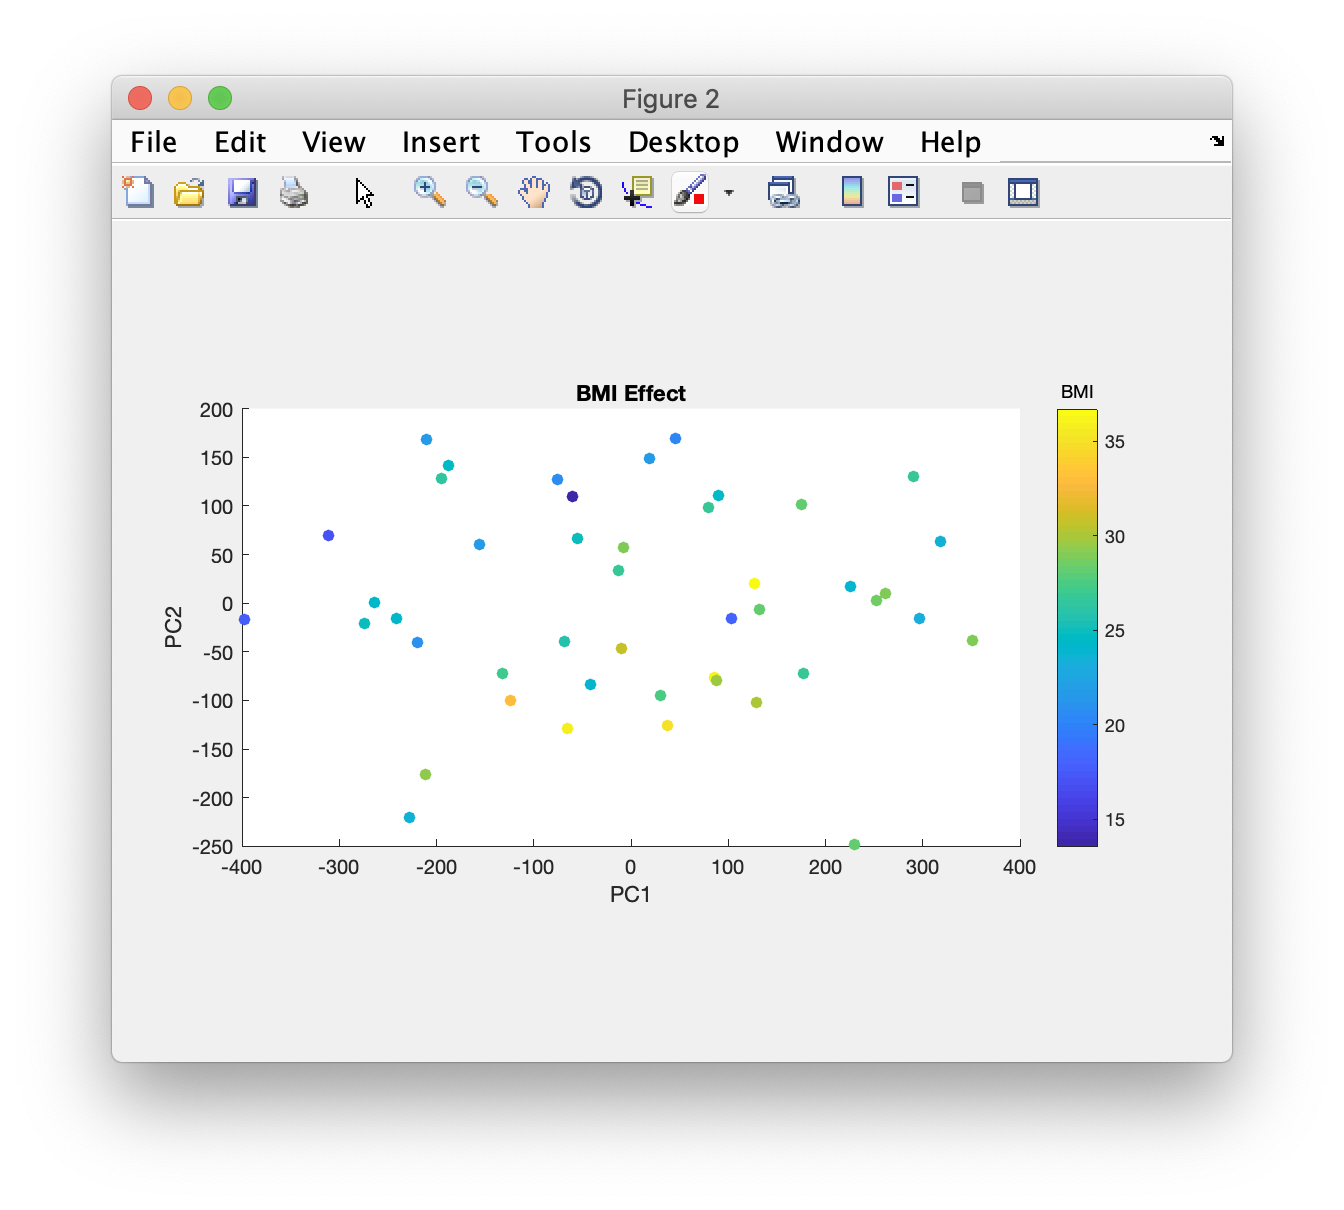 Figure 2
File Edit View Insert Tools Desktop Window Help
BMI Effect
BMI
200
150
100
50
0
-50
-100
-150
-200
-250
PC2
-400 -300 -200 -100 0 100 200 300 400
PC1
35
30
25
20
15